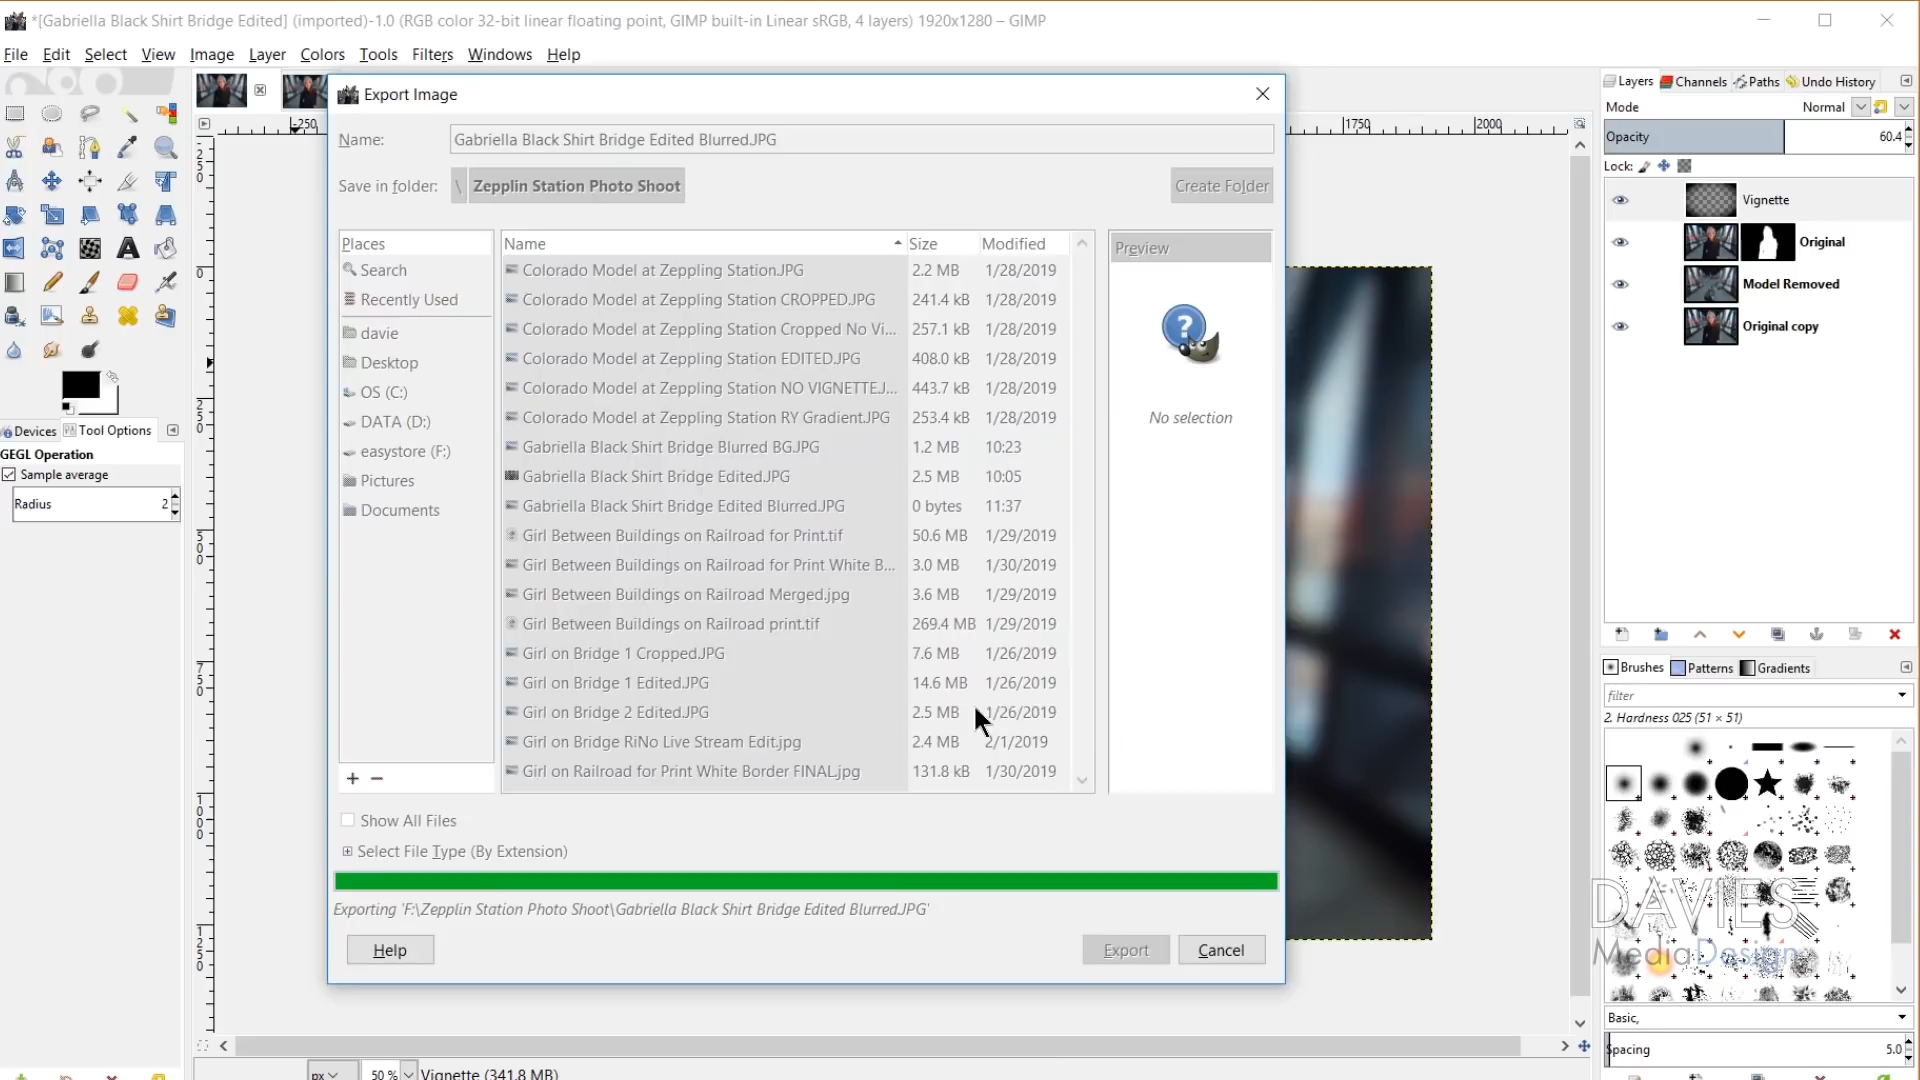 *[Gabriella Black Shirt Bridge Edited] (imported)-1.0 (RGB color 32-bit linear floating point, GIMP built-in Linear sRGB, 4 layers) 1920x1280 – GIMP
File Edit Select View Image Layer Colors Tools Filters Windows Help
Export Image
Name: Gabriella Black Shirt Bridge Edited Blurred.JPG
Save in folder: \ Zepplin Station Photo Shoot Create Folder
Places
Search
Recently Used
davie
Desktop
OS (C:)
DATA (D:)
easystore (F:)
Pictures
Documents
Name Size Modified
Colorado Model at Zeppling Station.JPG 2.2 MB 1/28/2019
Colorado Model at Zeppling Station CROPPED.JPG 241.4 kB 1/28/2019
Colorado Model at Zeppling Station Cropped No Vi... 257.1 kB 1/28/2019
Colorado Model at Zeppling Station EDITED.JPG 408.0 kB 1/28/2019
Colorado Model at Zeppling Station NO VIGNETTE.J... 443.7 kB 1/28/2019
Colorado Model at Zeppling Station RY Gradient.JPG 253.4 kB 1/28/2019
Gabriella Black Shirt Bridge Blurred BG.JPG 1.2 MB 10:23
Gabriella Black Shirt Bridge Edited.JPG 2.5 MB 10:05
Gabriella Black Shirt Bridge Edited Blurred.JPG 0 bytes 11:37
Girl Between Buildings on Railroad for Print.tif 50.6 MB 1/29/2019
Girl Between Buildings on Railroad for Print White B... 3.0 MB 1/30/2019
Girl Between Buildings on Railroad Merged.jpg 3.6 MB 1/29/2019
Girl Between Buildings on Railroad print.tif 269.4 MB 1/29/2019
Girl on Bridge 1 Cropped.JPG 7.6 MB 1/26/2019
Girl on Bridge 1 Edited.JPG 14.6 MB 1/26/2019
Girl on Bridge 2 Edited.JPG 2.5 MB 1/26/2019
Girl on Bridge RiNo Live Stream Edit.jpg 2.4 MB 2/1/2019
Girl on Railroad for Print White Border FINAL.jpg 131.8 kB 1/30/2019
Preview
No selection
Show All Files
Select File Type (By Extension)
Exporting 'F:\Zepplin Station Photo Shoot\Gabriella Black Shirt Bridge Edited Blurred.JPG'
Help Export Cancel
Devices Tool Options
GEGL Operation
Sample average
Radius 2
-250 1750 2000
250
0
250
500
750
1000
1250
px 50 % Vignette (341.8 MB)
Layers Channels Paths Undo History
Mode Normal
Opacity 60.4
Lock:
Vignette
Original
Model Removed
Original copy
Brushes Patterns Gradients
filter
2. Hardness 025 (51 × 51)
DAVIES
MediaDesign
Basic,
Spacing 5.0